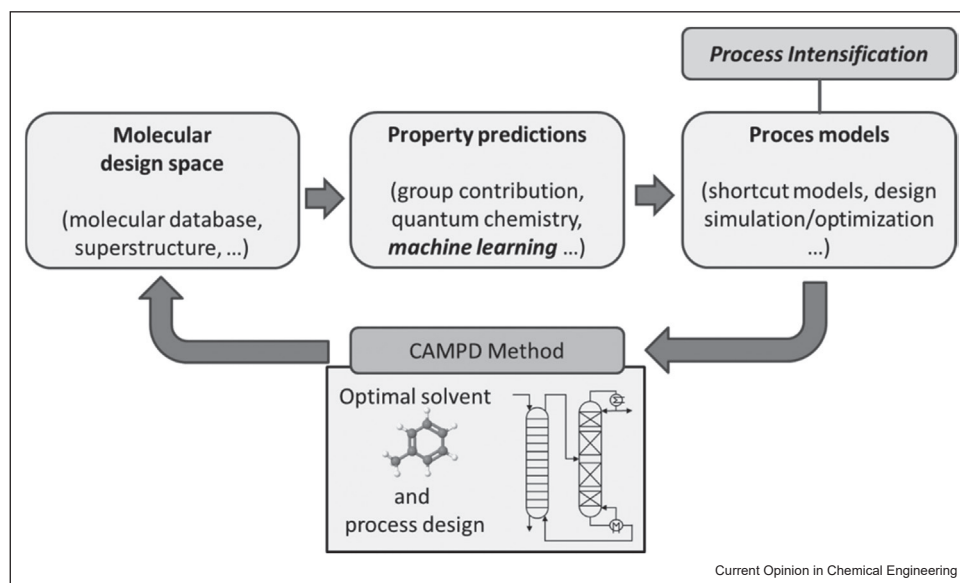 Process Intensification
Molecular
design space
(molecular database,
superstructure, ...)
Property predictions
(group contribution,
quantum chemistry,
machine learning ...)
Proces models
(shortcut models, design
simulation/optimization
...)
CAMPD Method
Optimal solvent
and
process design
M
Current Opinion in Chemical Engineering